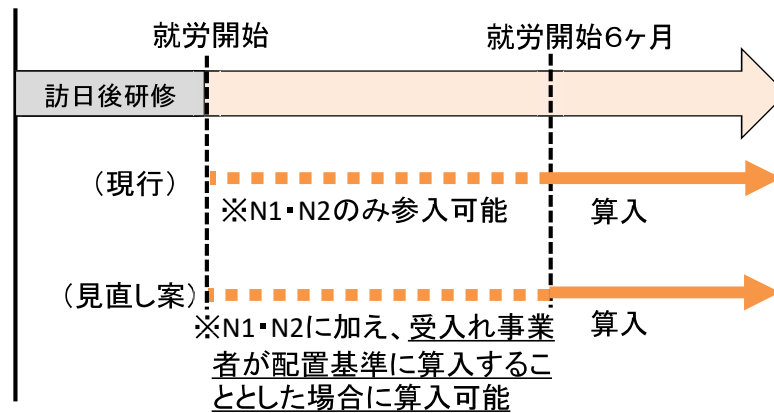 就労開始
就労開始6ヶ月
訪日後研修
（現行）
※N1・N2のみ参入可能
算入
（見直し案）
※N1・N2に加え、受入れ事業
者が配置基準に算入するこ
ととした場合に算入可能
算入